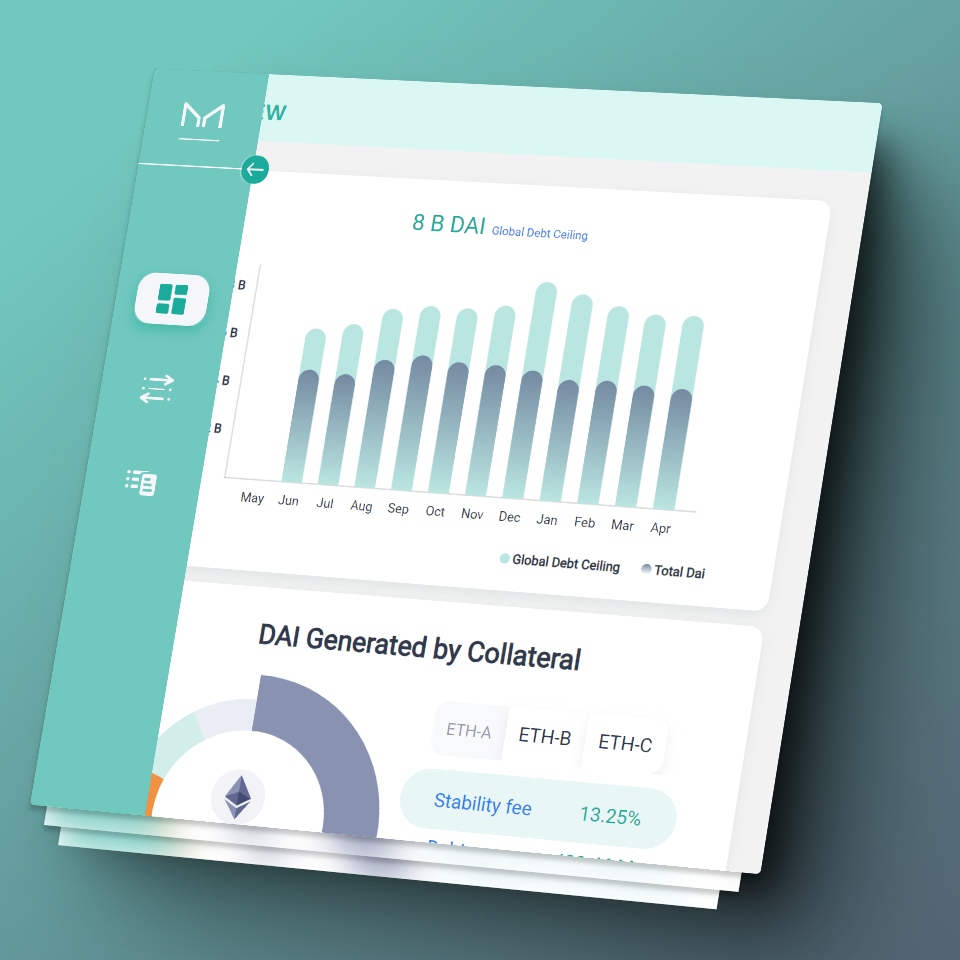 EW
8 B DAI Global Debt Ceiling
B
B
B
B
May Jun Jul Aug Sep Oct Nov Dec Jan Feb Mar Apr
Global Debt Ceiling Total Dai
DAI Generated by Collateral
ETH-A ETH-B ETH-C
Stability fee 13.25%